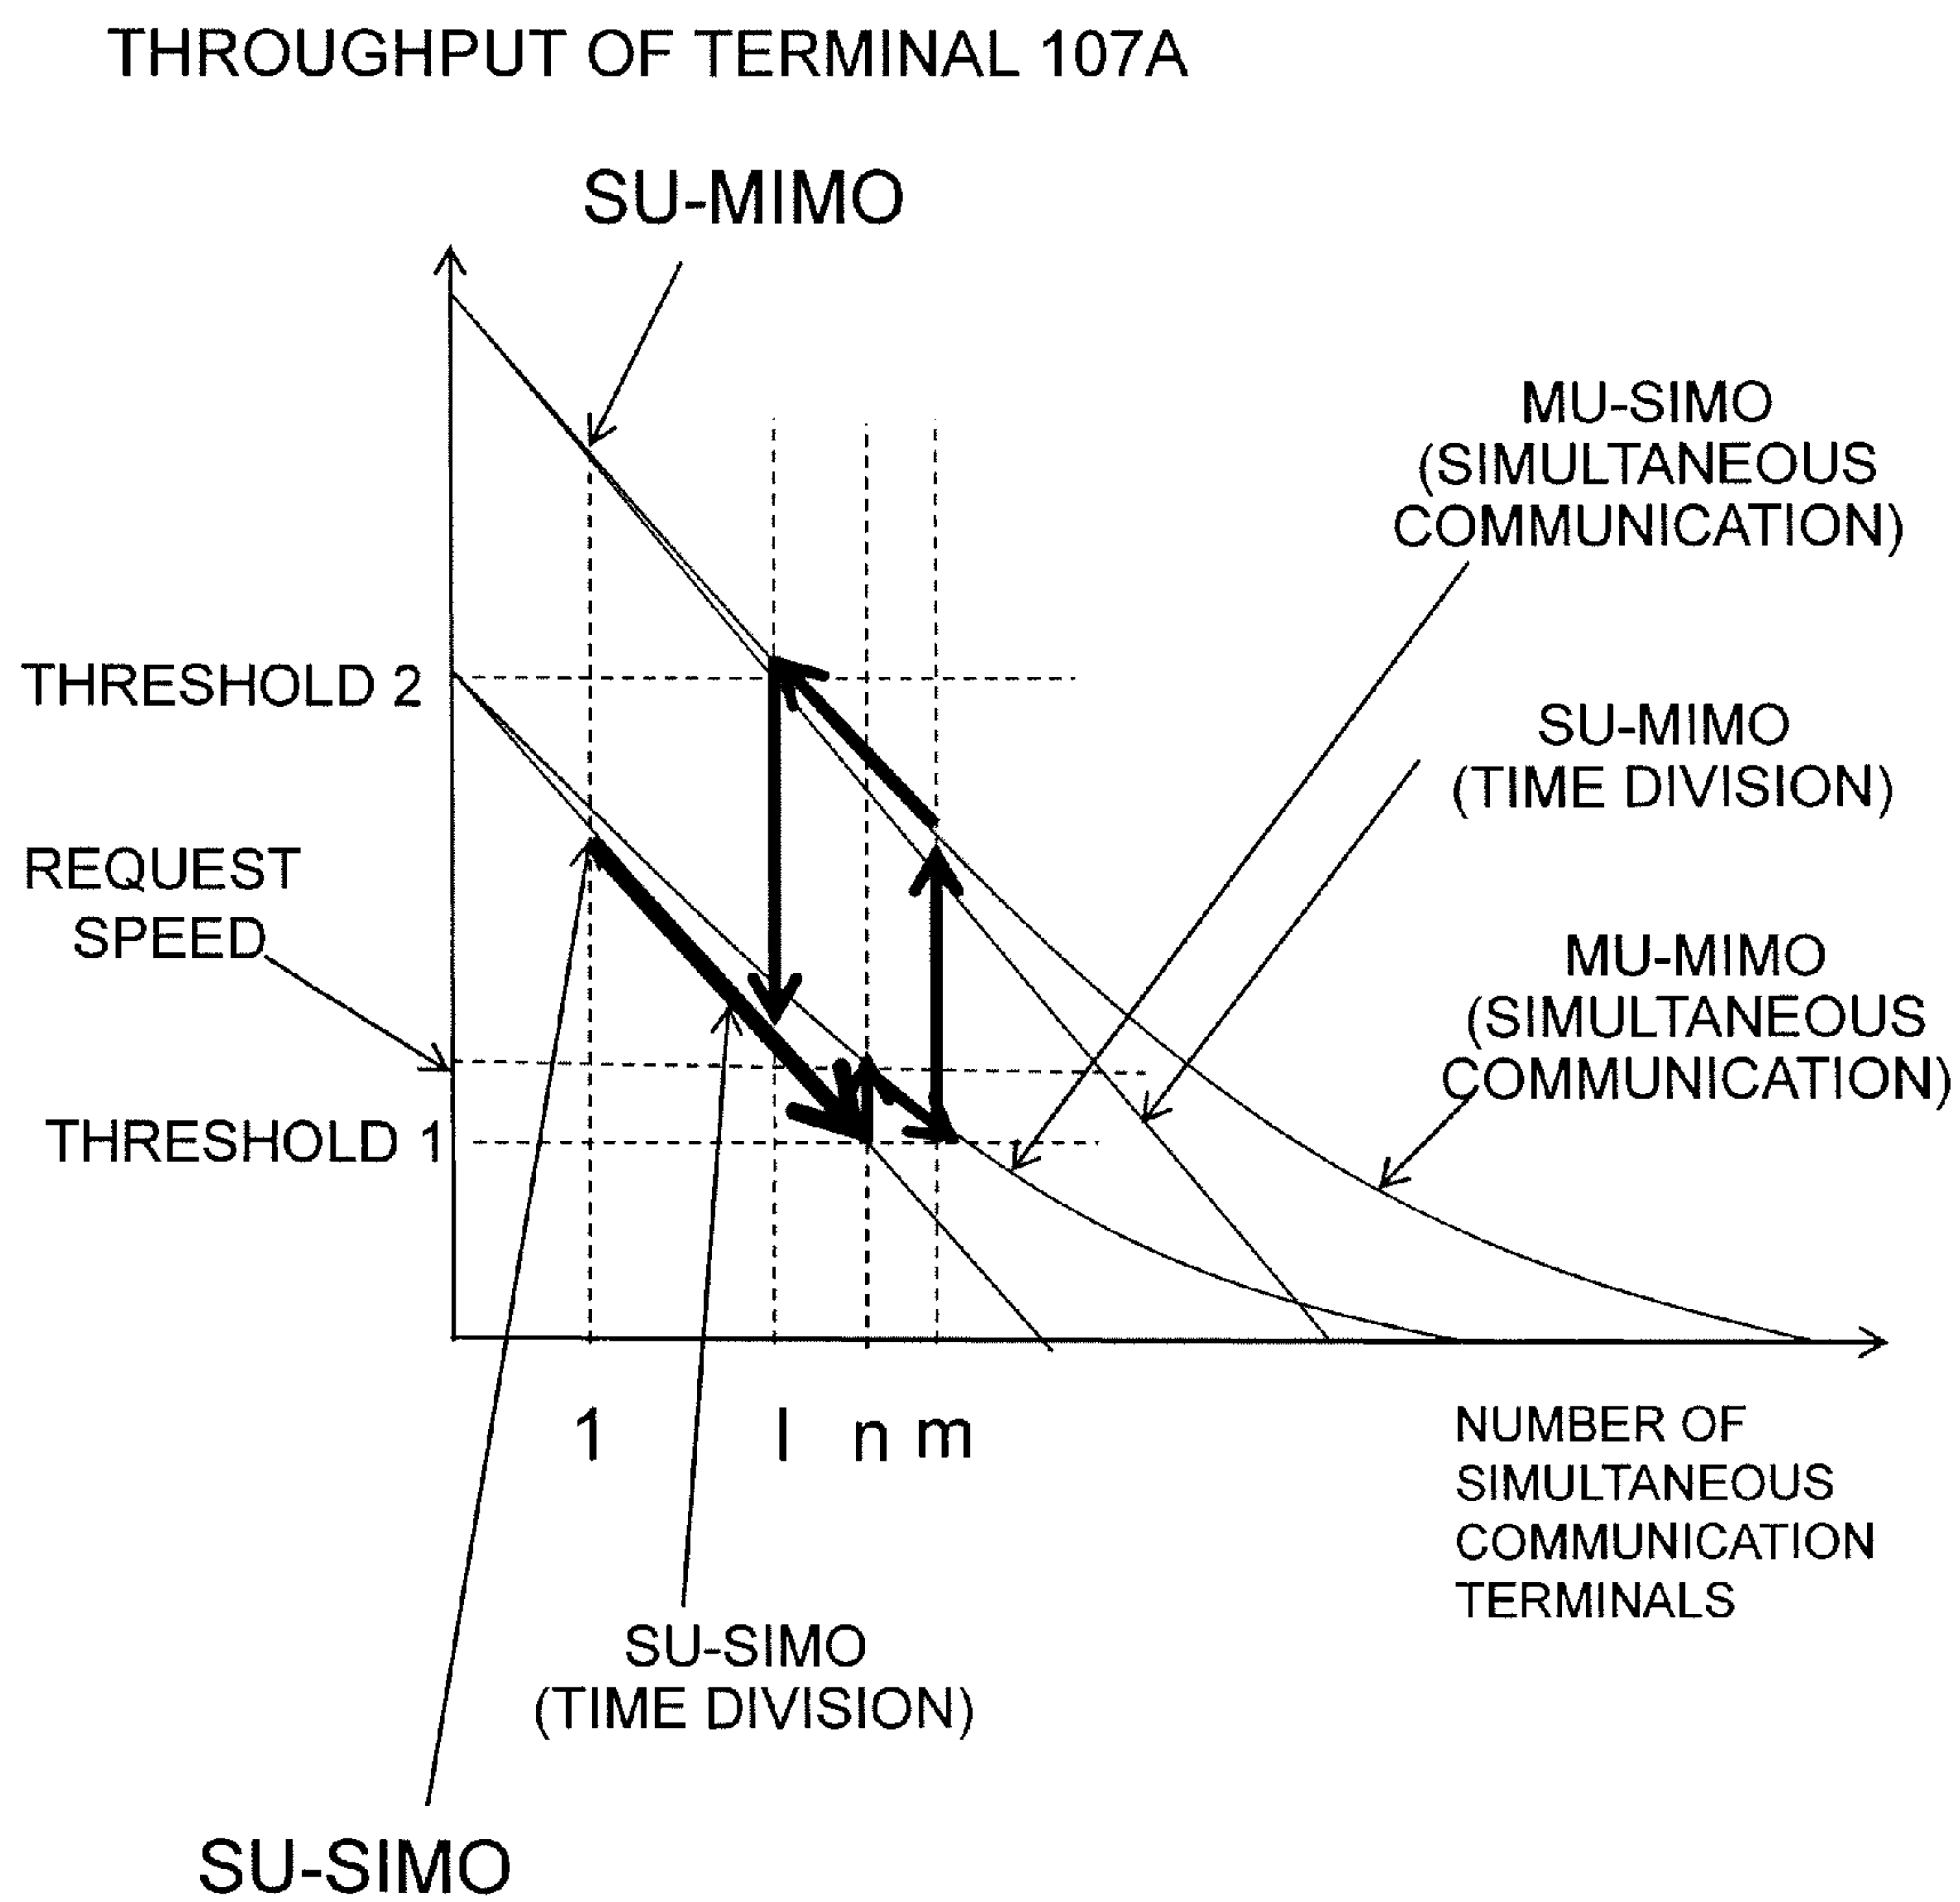 THROUGHPUT OF TERMINAL 107A
SU-MIMO
MU-SIMO
(SIMULTANEOUS
COMMUNICATION)
THRESHOLD 2
SU-MIMO
(TIME DIVISION)
REQUEST
SPEED
MU-MIMO
(SIMULTANEOUS
COMMUNICATION)
THRESHOLD 1
1 l n m
NUMBER OF
SIMULTANEOUS
COMMUNICATION
TERMINALS
SU-SIMO
(TIME DIVISION)
SU-SIMO